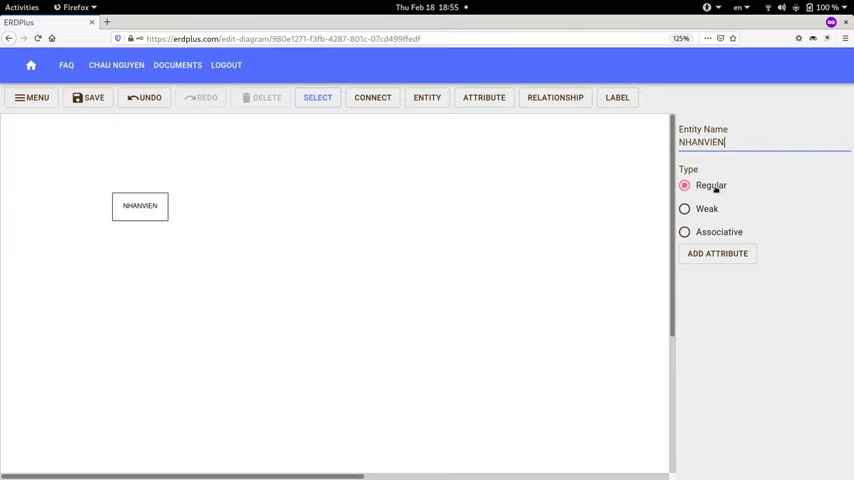 Activities Firefox Thu Feb 18 18:55 en 100 %
ERDPlus
https://erdplus.com/edit-diagram/980e1271-f3fb-4287-801c-07cd499ffedf 125%
FAQ CHAU NGUYEN DOCUMENTS LOGOUT
MENU SAVE UNDO REDO DELETE SELECT CONNECT ENTITY ATTRIBUTE RELATIONSHIP LABEL
Entity Name
NHANVIEN
Type
Regular
NHANVIEN
Weak
Associative
ADD ATTRIBUTE